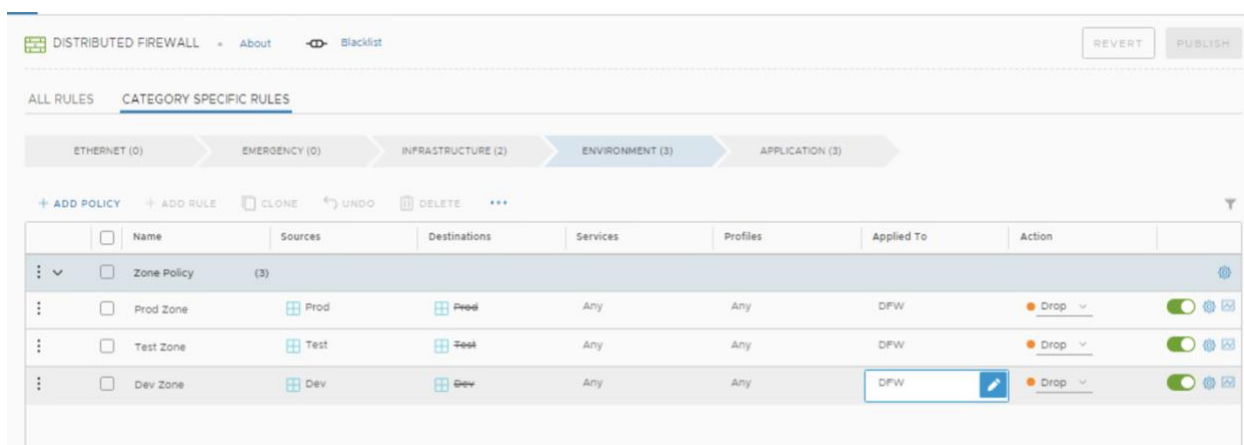 DISTRIBUTED FIREWALL • About Blacklist REVERT PUBLISH
ALL RULES CATEGORY SPECIFIC RULES
ETHERNET (0) EMERGENCY (0) INFRASTRUCTURE (2) ENVIRONMENT (3) APPLICATION (3)
+ ADD POLICY + ADD RULE CLONE UNDO DELETE •••
Name Sources Destinations Services Profiles Applied To Action
Zone Policy (3)
Prod Zone Prod Prod Any Any DFW Drop
Test Zone Test Test Any Any DFW Drop
Dev Zone Dev Dev Any Any DFW Drop